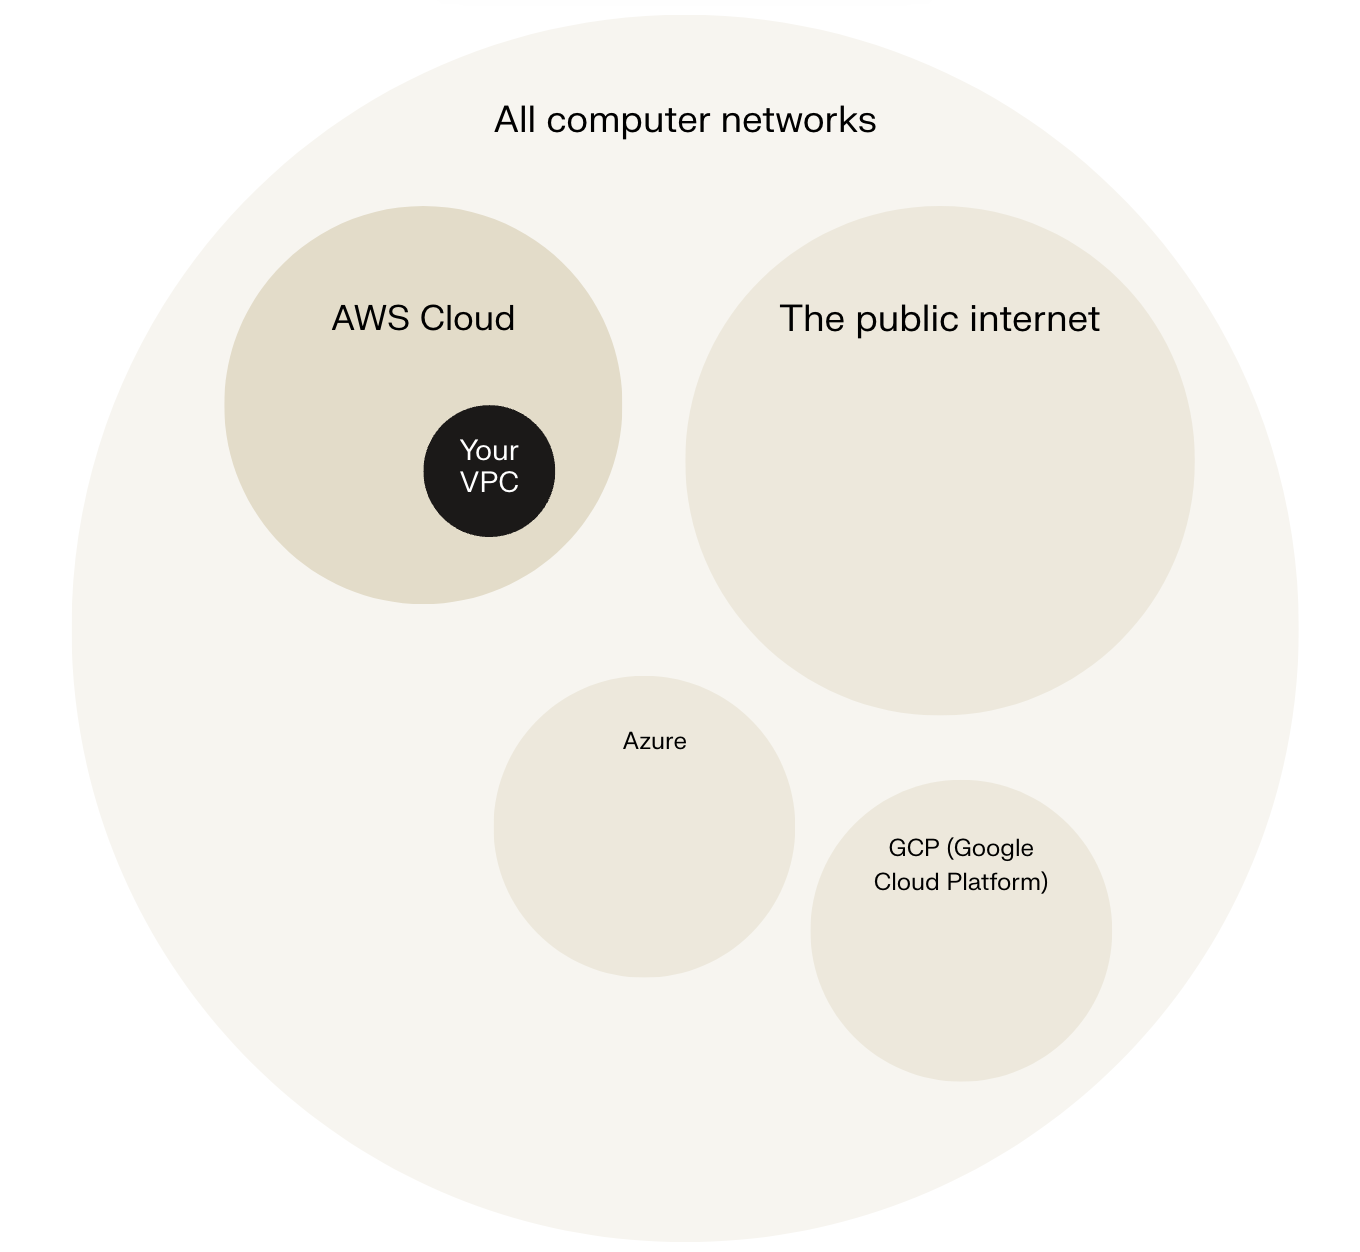 All computer networks
AWS Cloud
The public internet
Your
VPC
Azure
GCP (Google
Cloud Platform)